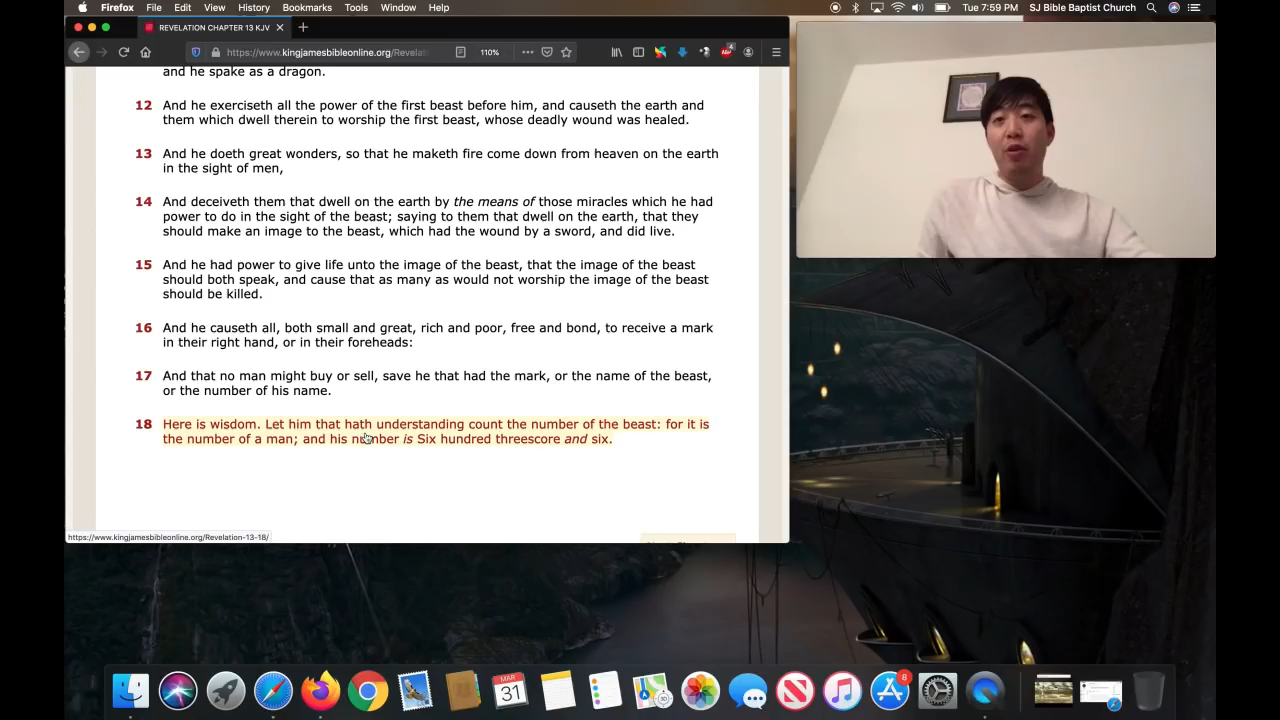 Firefox File Edit View History Bookmarks Tools Window Help
Tue 7:59 PM SJ Bible Baptist Church
REVELATION CHAPTER 13 KJV
https://www.kingjamesbibleonline.org/Revelat
110%
4
and he spake as a dragon.
12 And he exerciseth all the power of the first beast before him, and causeth the earth and
them which dwell therein to worship the first beast, whose deadly wound was healed.
13 And he doeth great wonders, so that he maketh fire come down from heaven on the earth
in the sight of men,
14 And deceiveth them that dwell on the earth by the means of those miracles which he had
power to do in the sight of the beast; saying to them that dwell on the earth, that they
should make an image to the beast, which had the wound by a sword, and did live.
15 And he had power to give life unto the image of the beast, that the image of the beast
should both speak, and cause that as many as would not worship the image of the beast
should be killed.
16 And he causeth all, both small and great, rich and poor, free and bond, to receive a mark
in their right hand, or in their foreheads:
17 And that no man might buy or sell, save he that had the mark, or the name of the beast,
or the number of his name.
18 Here is wisdom. Let him that hath understanding count the number of the beast: for it is
the number of a man; and his number is Six hundred threescore and six.
https://www.kingjamesbibleonline.org/Revelation-13-18/
MAR
31
8